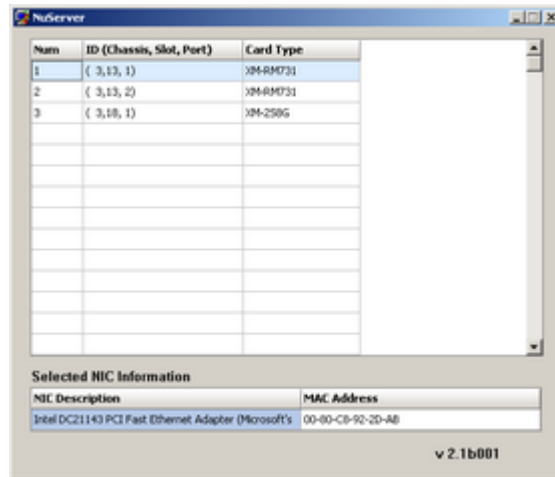 NuServer
Num ID (Chassis, Slot, Port) Card Type
1 ( 3,13, 1) XM-RM731
2 ( 3,13, 2) XM-RM731
3 ( 3,18, 1) XM-258G
Selected NIC Information
NIC Description MAC Address
Intel DC21143 PCI Fast Ethernet Adapter (Microsoft's 00-80-C8-92-2D-AB
v 2.1b001